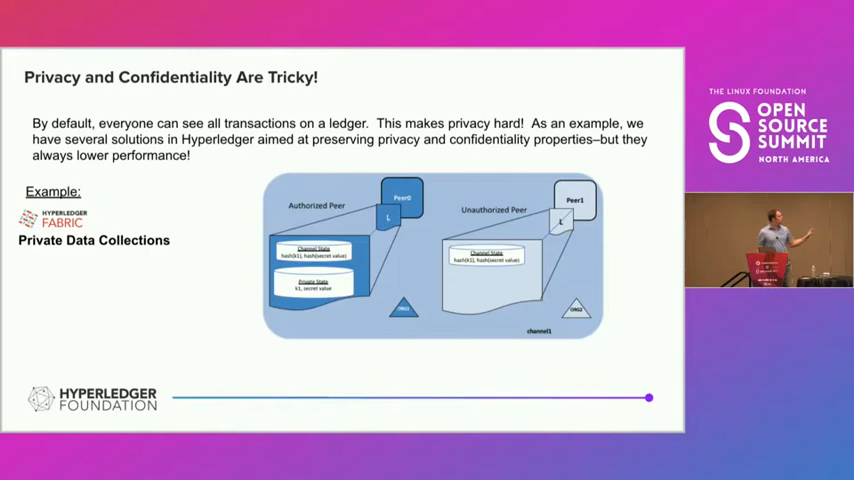 Privacy and Confidentiality Are Tricky!
By default, everyone can see all transactions on a ledger. This makes privacy hard! As an example, we
have several solutions in Hyperledger aimed at preserving privacy and confidentiality properties–but they
always lower performance!
Example:
HYPERLEDGER
FABRIC
Private Data Collections
Authorized Peer
Peer0
L
Channel State
hash(k1), hash(secret value)
Private State
k1, secret value
ORG1
Unauthorized Peer
Peer1
L
Channel State
hash(k1), hash(secret value)
ORG2
channel1
HYPERLEDGER
FOUNDATION
THE LINUX FOUNDATION
OPEN
SOURCE
SUMMIT
NORTH AMERICA